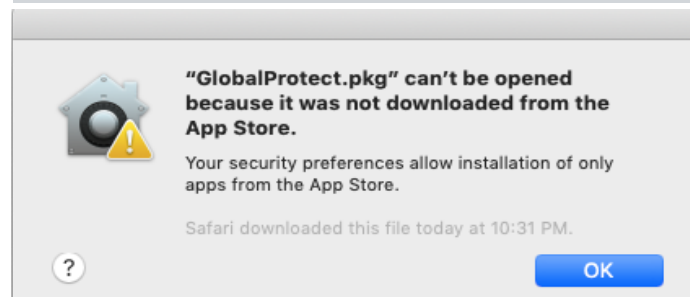 “GlobalProtect.pkg” can’t be opened
because it was not downloaded from the
App Store.
Your security preferences allow installation of only
apps from the App Store.
Safari downloaded this file today at 10:31 PM.
?
OK